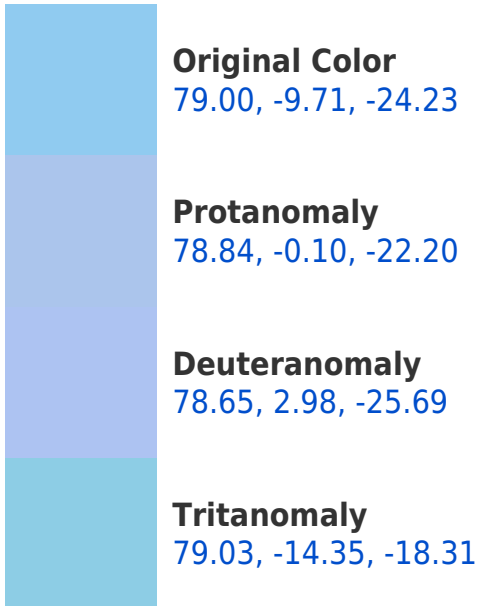 Original Color
79.00, -9.71, -24.23
Protanomaly
78.84, -0.10, -22.20
Deuteranomaly
78.65, 2.98, -25.69
Tritanomaly
79.03, -14.35, -18.31